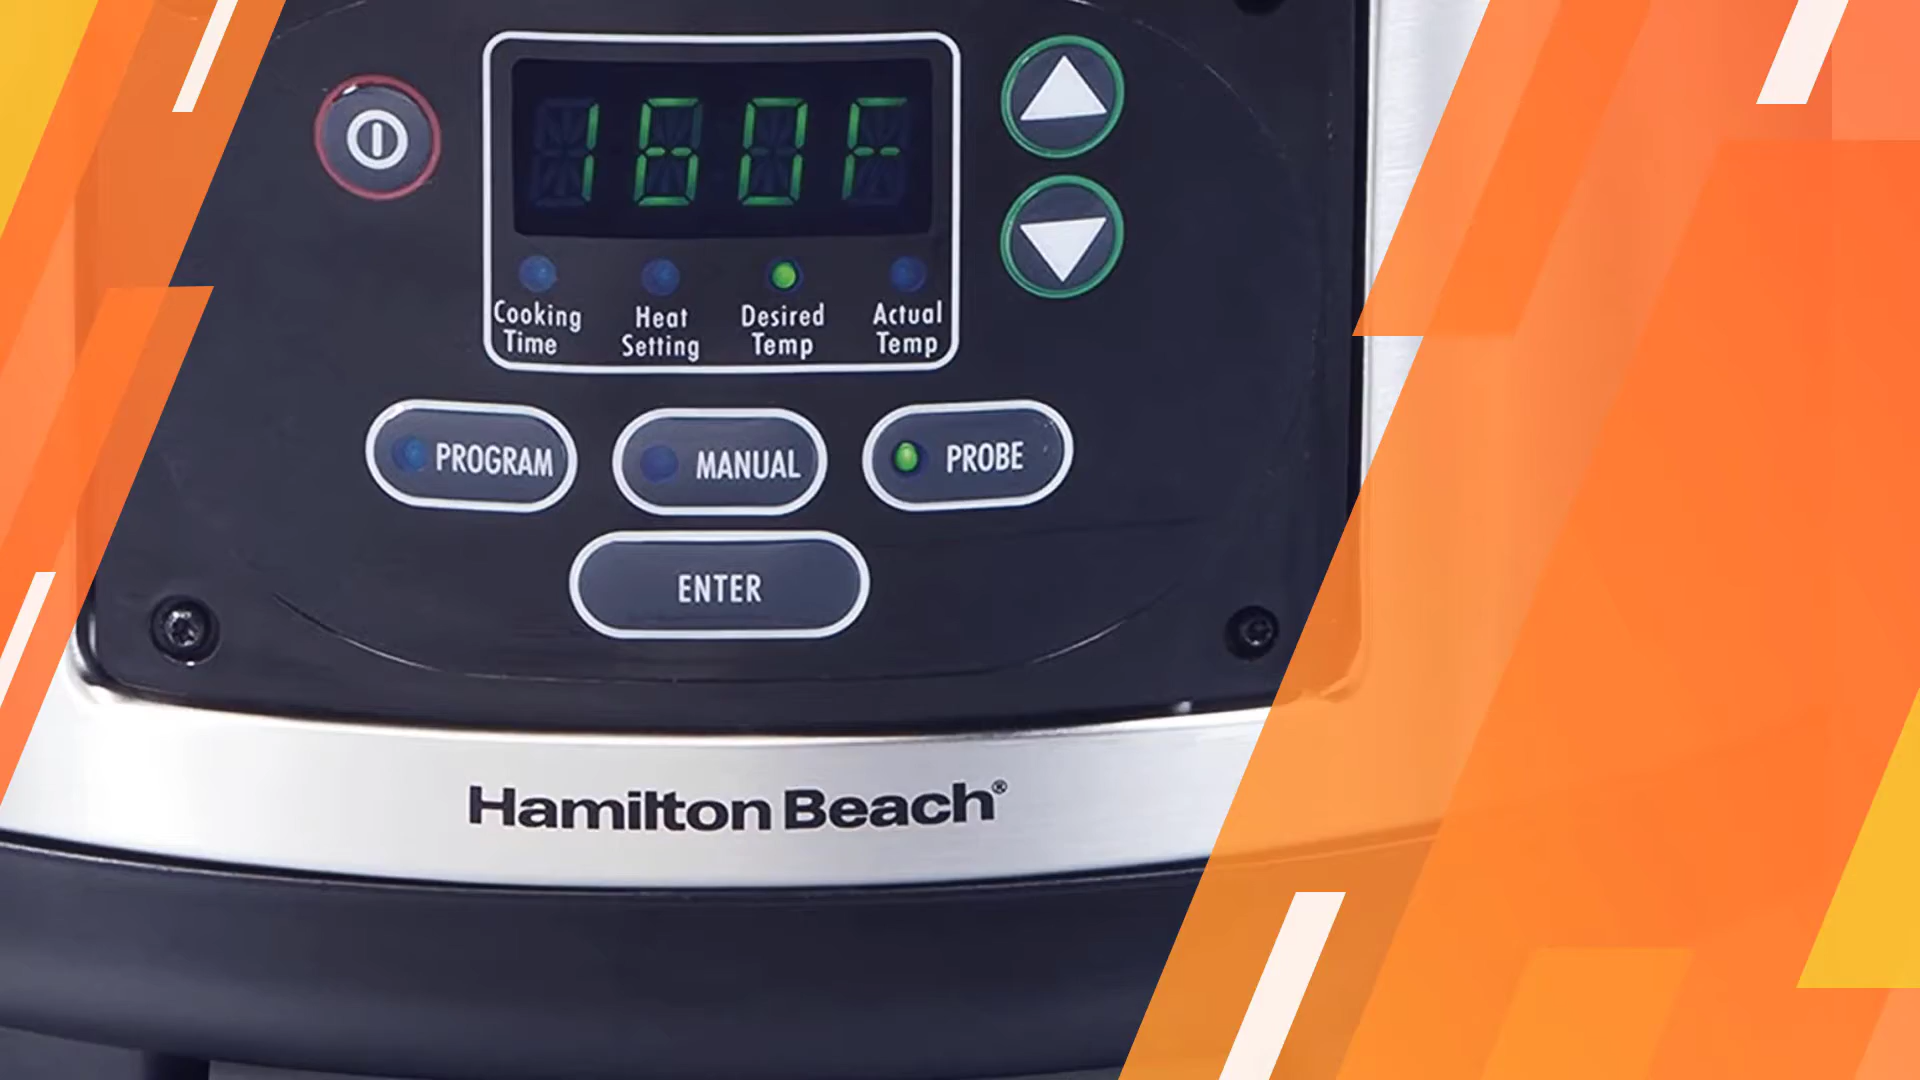 160F
Cooking Time
Heat Setting
Desired Temp
Actual Temp
PROGRAM
MANUAL
PROBE
ENTER
Hamilton Beach®